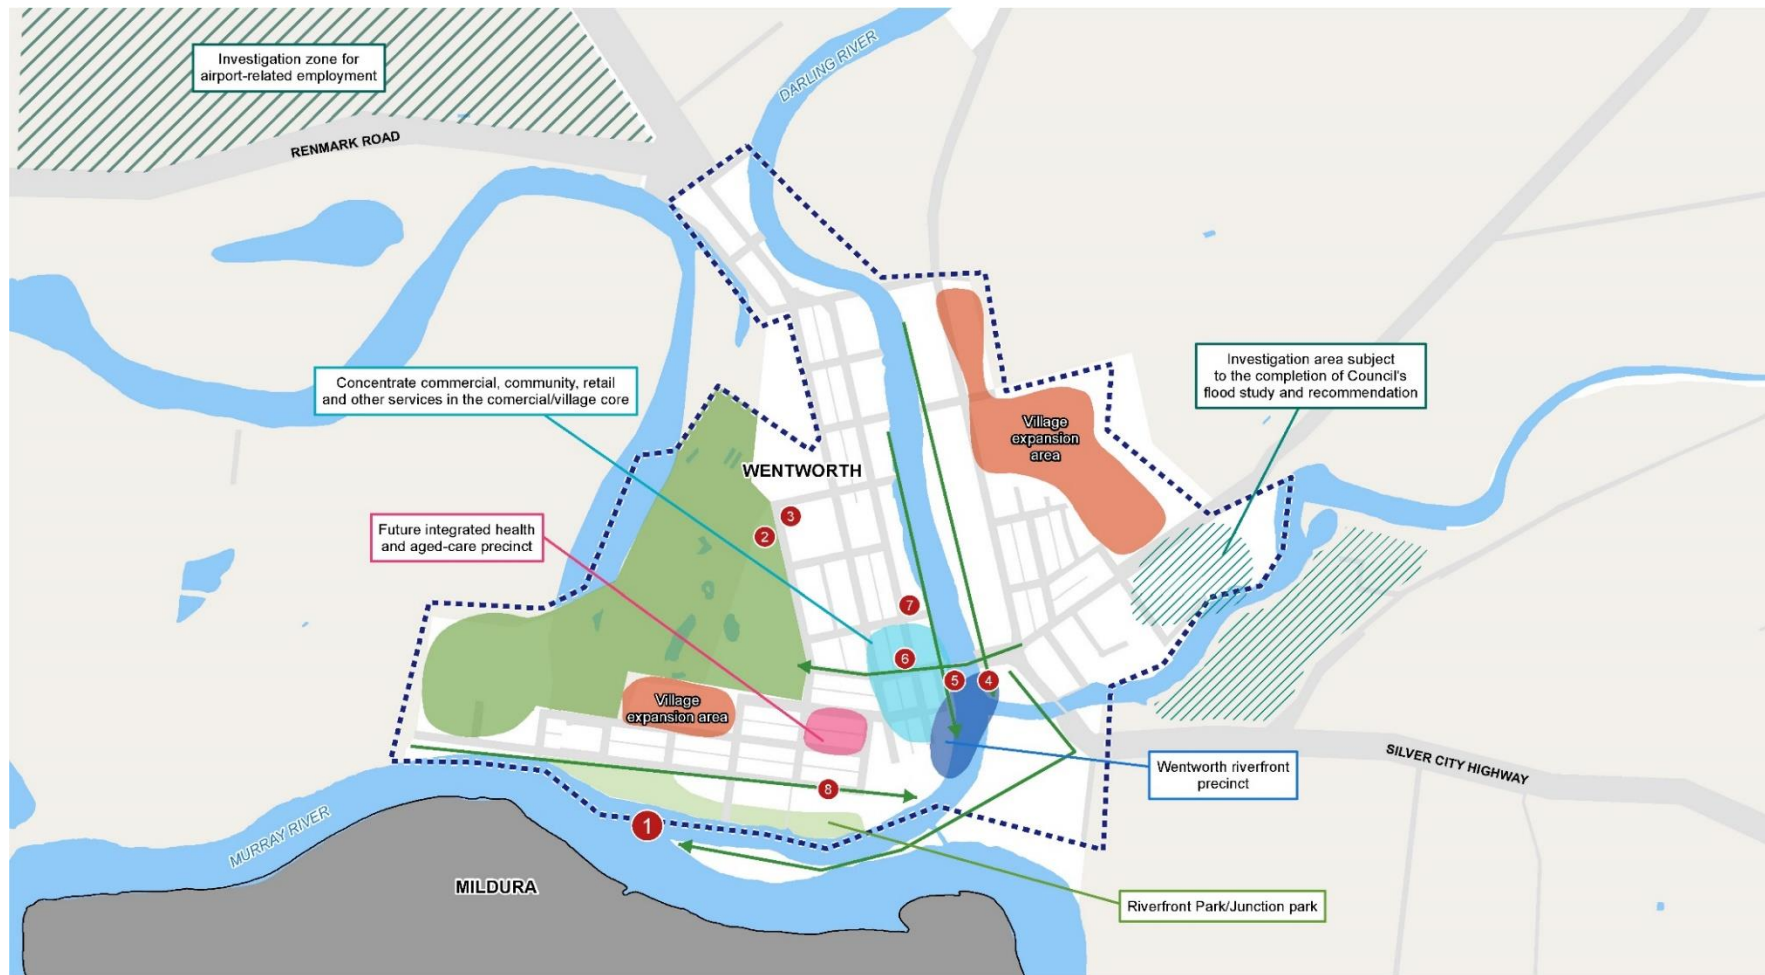 Investigation zone for
airport-related employment
DARLING RIVER
RENMARK ROAD
Concentrate commercial, community, retail
and other services in the comercial/village core
Investigation area subject
to the completion of Council's
flood study and recommendation
Village
expansion
area
WENTWORTH
3
2
Future integrated health
and aged-care precinct
7
6
5
4
Village
expansion area
Wentworth riverfront
precinct
SILVER CITY HIGHWAY
8
1
MURRAY RIVER
MILDURA
Riverfront Park/Junction park